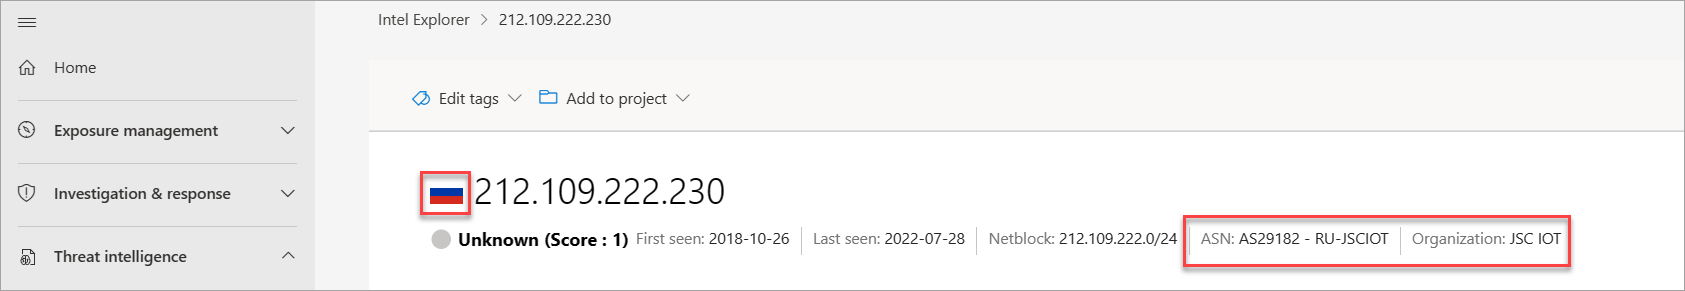 Intel Explorer > 212.109.222.230
Home
Exposure management
Investigation & response
Threat intelligence
Edit tags Add to project
212.109.222.230
Unknown (Score : 1) First seen: 2018-10-26 Last seen: 2022-07-28 Netblock: 212.109.222.0/24 ASN: AS29182 - RU-JSCIOT Organization: JSC IOT